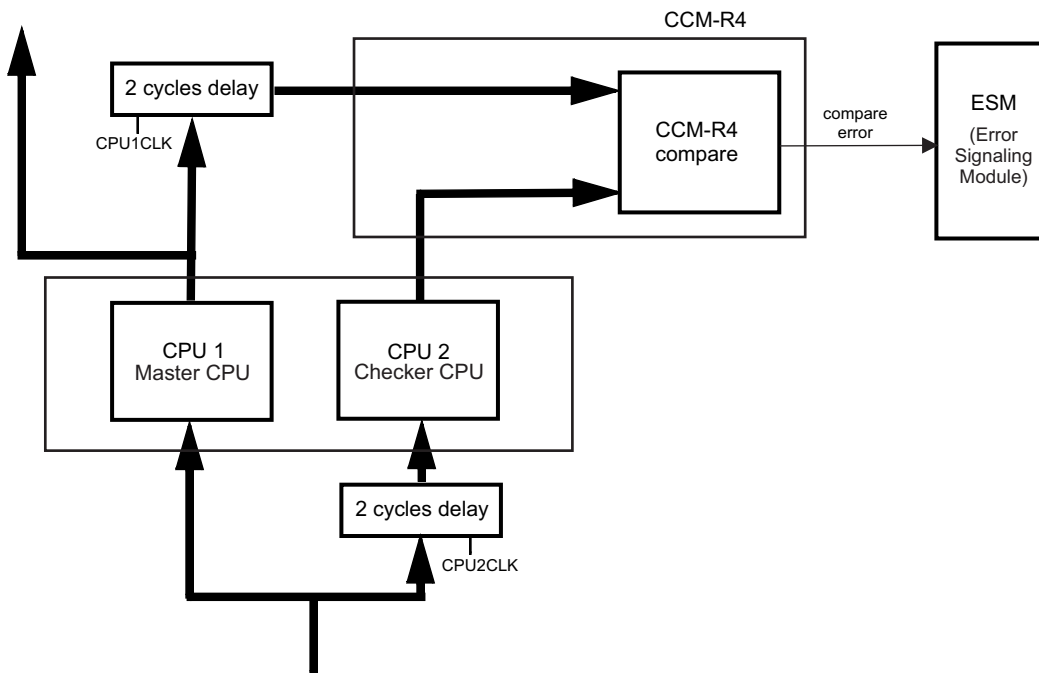 CCM-R4
2 cycles delay
CPU1CLK
CCM-R4
compare
compare
error
ESM
(Error
Signaling
Module)
CPU 1
Master CPU
CPU 2
Checker CPU
2 cycles delay
CPU2CLK